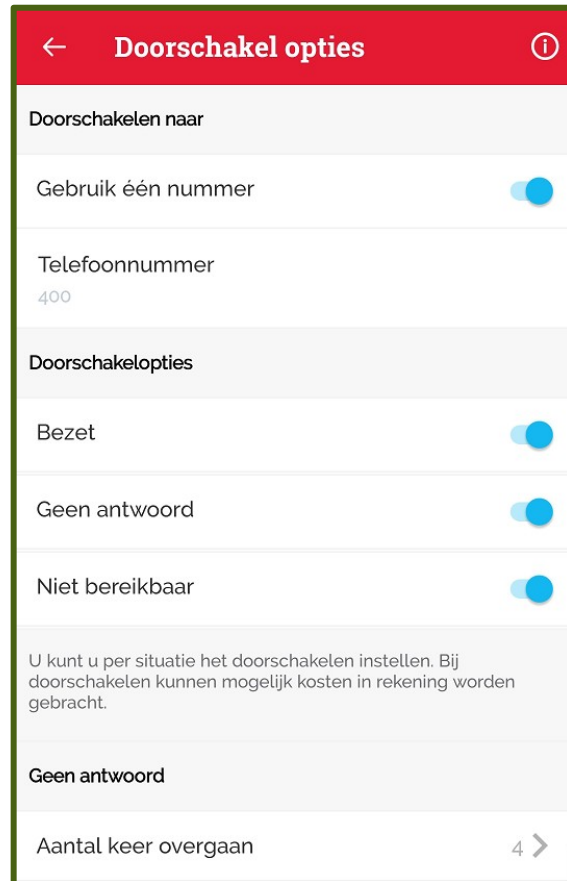 Doorschakel opties
Doorschakelen naar
Gebruik één nummer
Telefoonnummer
400
Doorschakelopties
Bezet
Geen antwoord
Niet bereikbaar
U kunt u per situatie het doorschakelen instellen. Bij
doorschakelen kunnen mogelijk kosten in rekening worden
gebracht.
Geen antwoord
Aantal keer overgaan
4